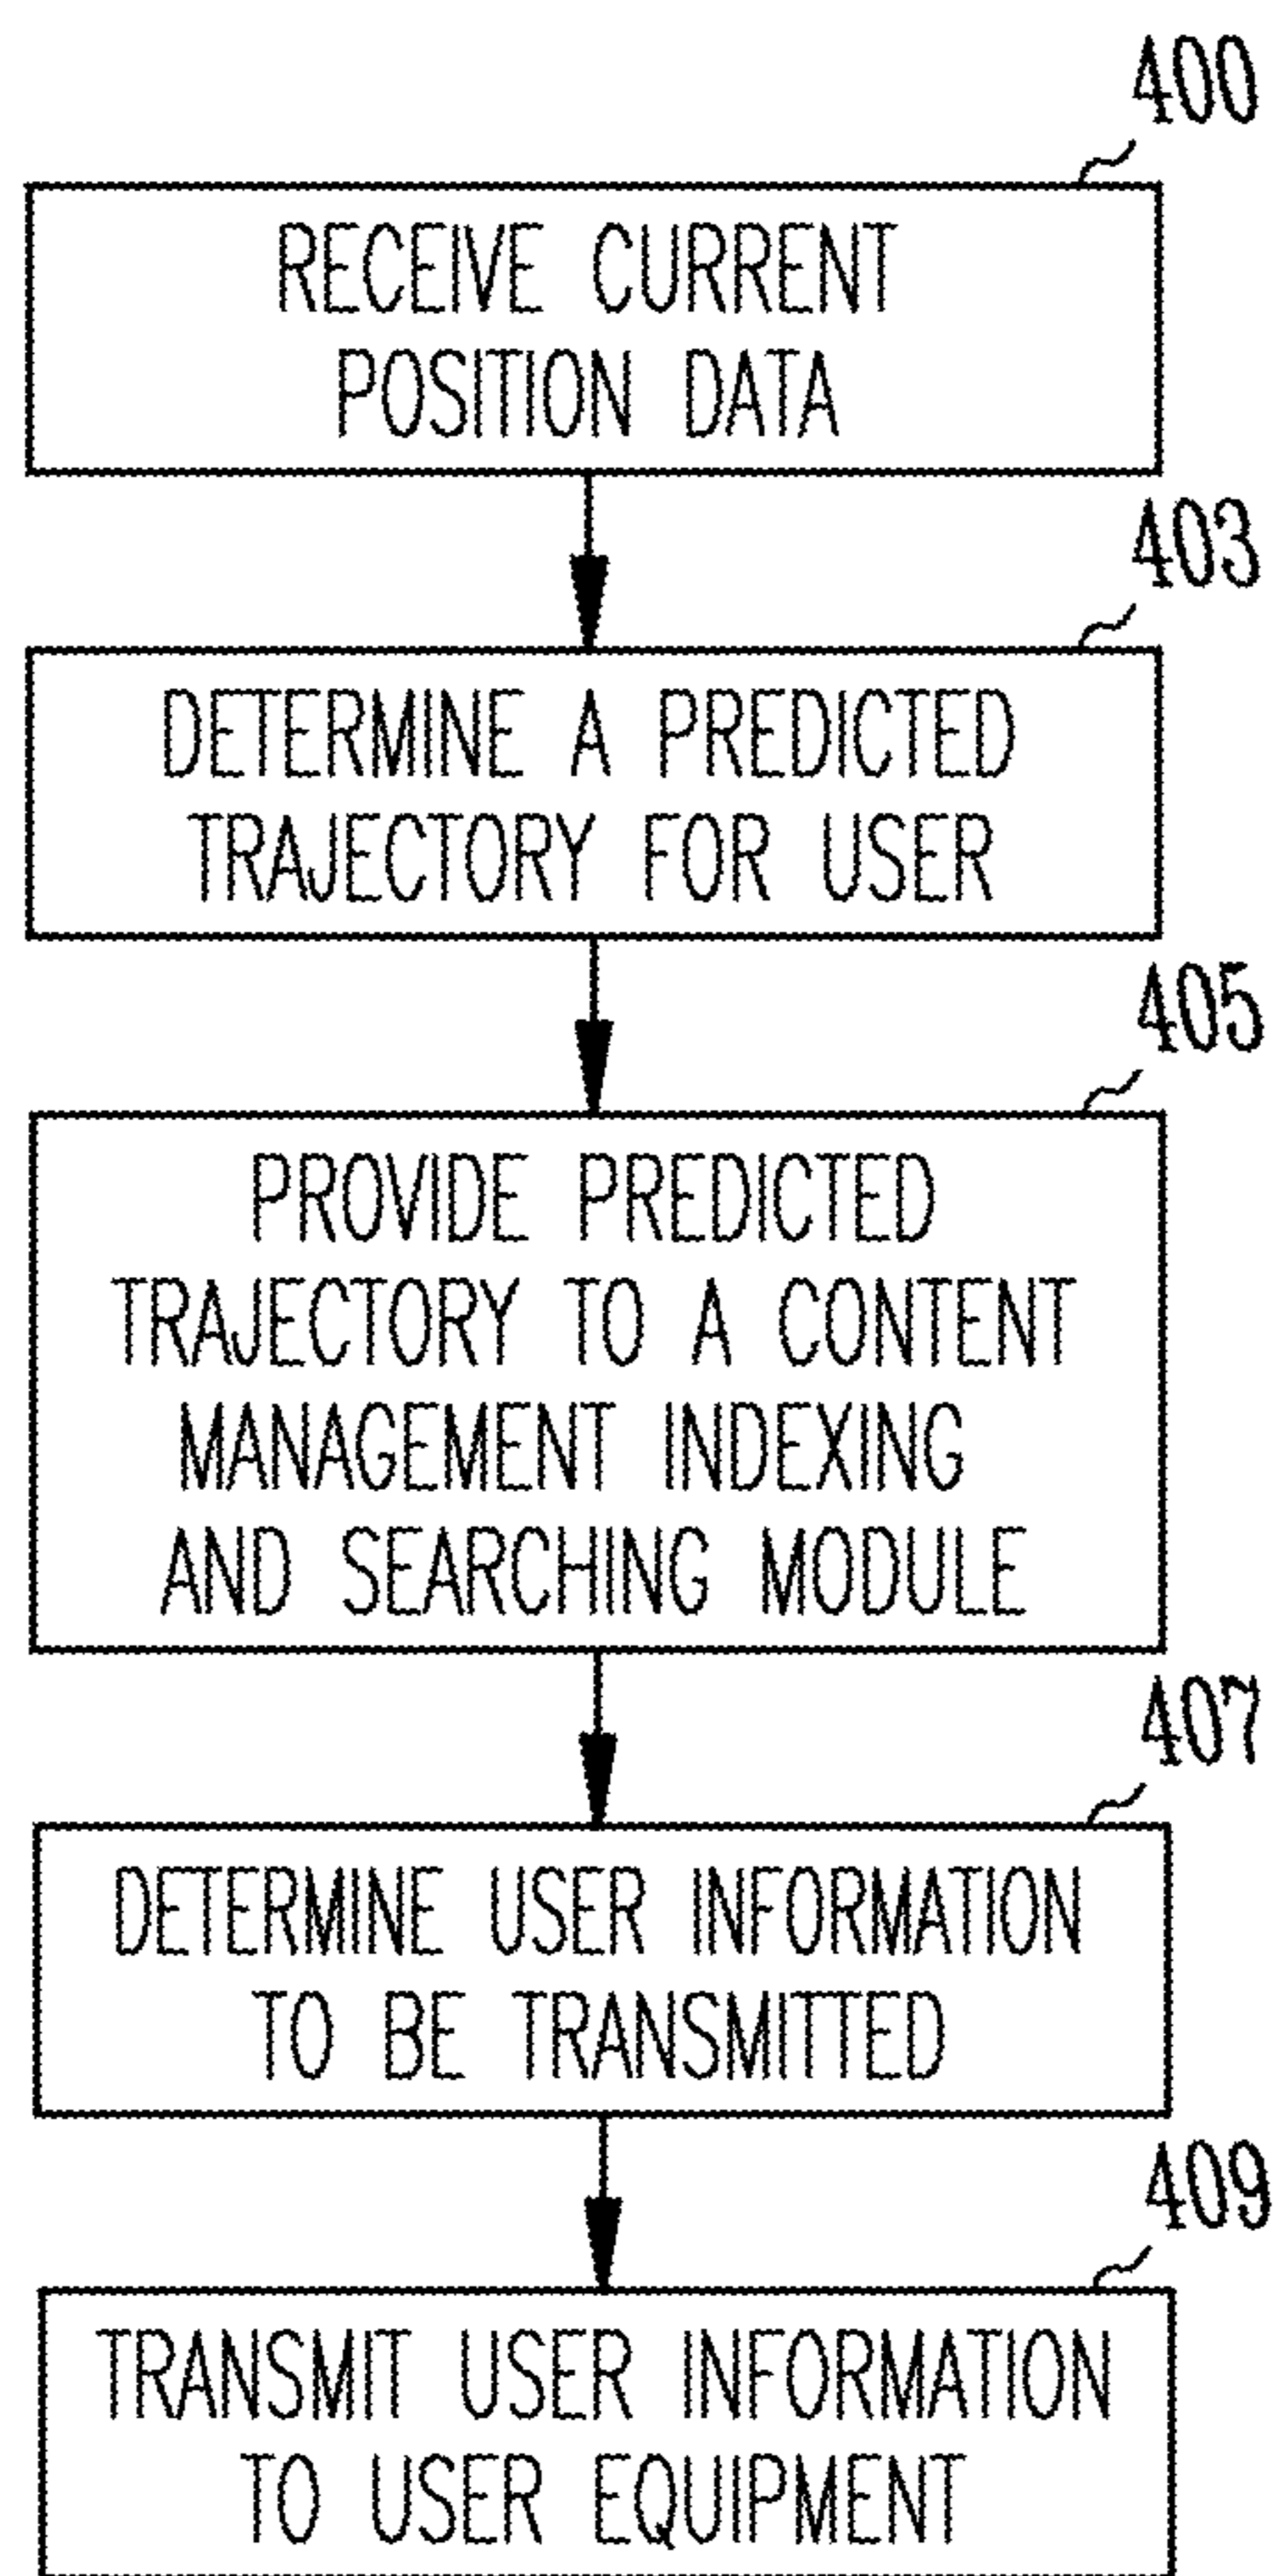 400
RECEIVE CURRENT
POSITION DATA
403
DETERMINE A PREDICTED
TRAJECTORY FOR USER
405
PROVIDE PREDICTED
TRAJECTORY TO A CONTENT
MANAGEMENT INDEXING
AND SEARCHING MODULE
407
DETERMINE USER INFORMATION
TO BE TRANSMITTED
409
TRANSMIT USER INFORMATION
TO USER EQUIPMENT